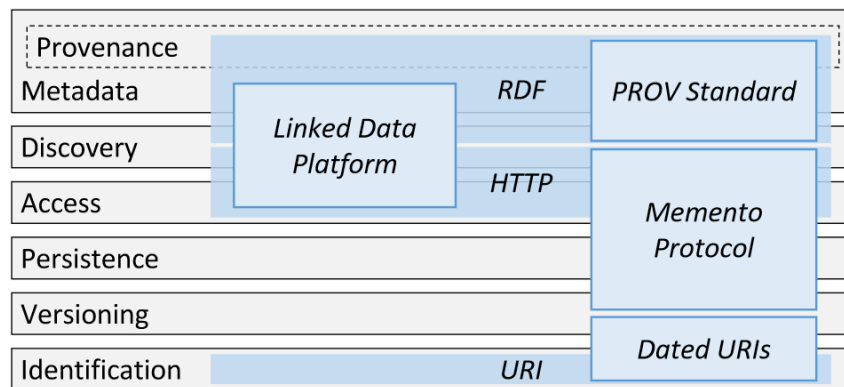 Provenance
Metadata
RDF
PROV Standard
Linked Data
Platform
Discovery
HTTP
Access
Memento
Protocol
Persistence
Versioning
Dated URIs
Identification
URI